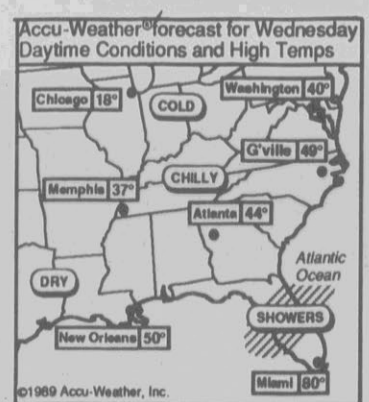 Accu-Weather® forecast for Wednesday
Daytime Conditions and High Temps
Washington 40°
Chicago 18°
COLD
G'ville 49°
CHILLY
Memphis 37°
Atlanta 44°
Atlantic
Ocean
DRY
SHOWERS
New Orleans 50°
Miami 80°
©1989 Accu-Weather, Inc.